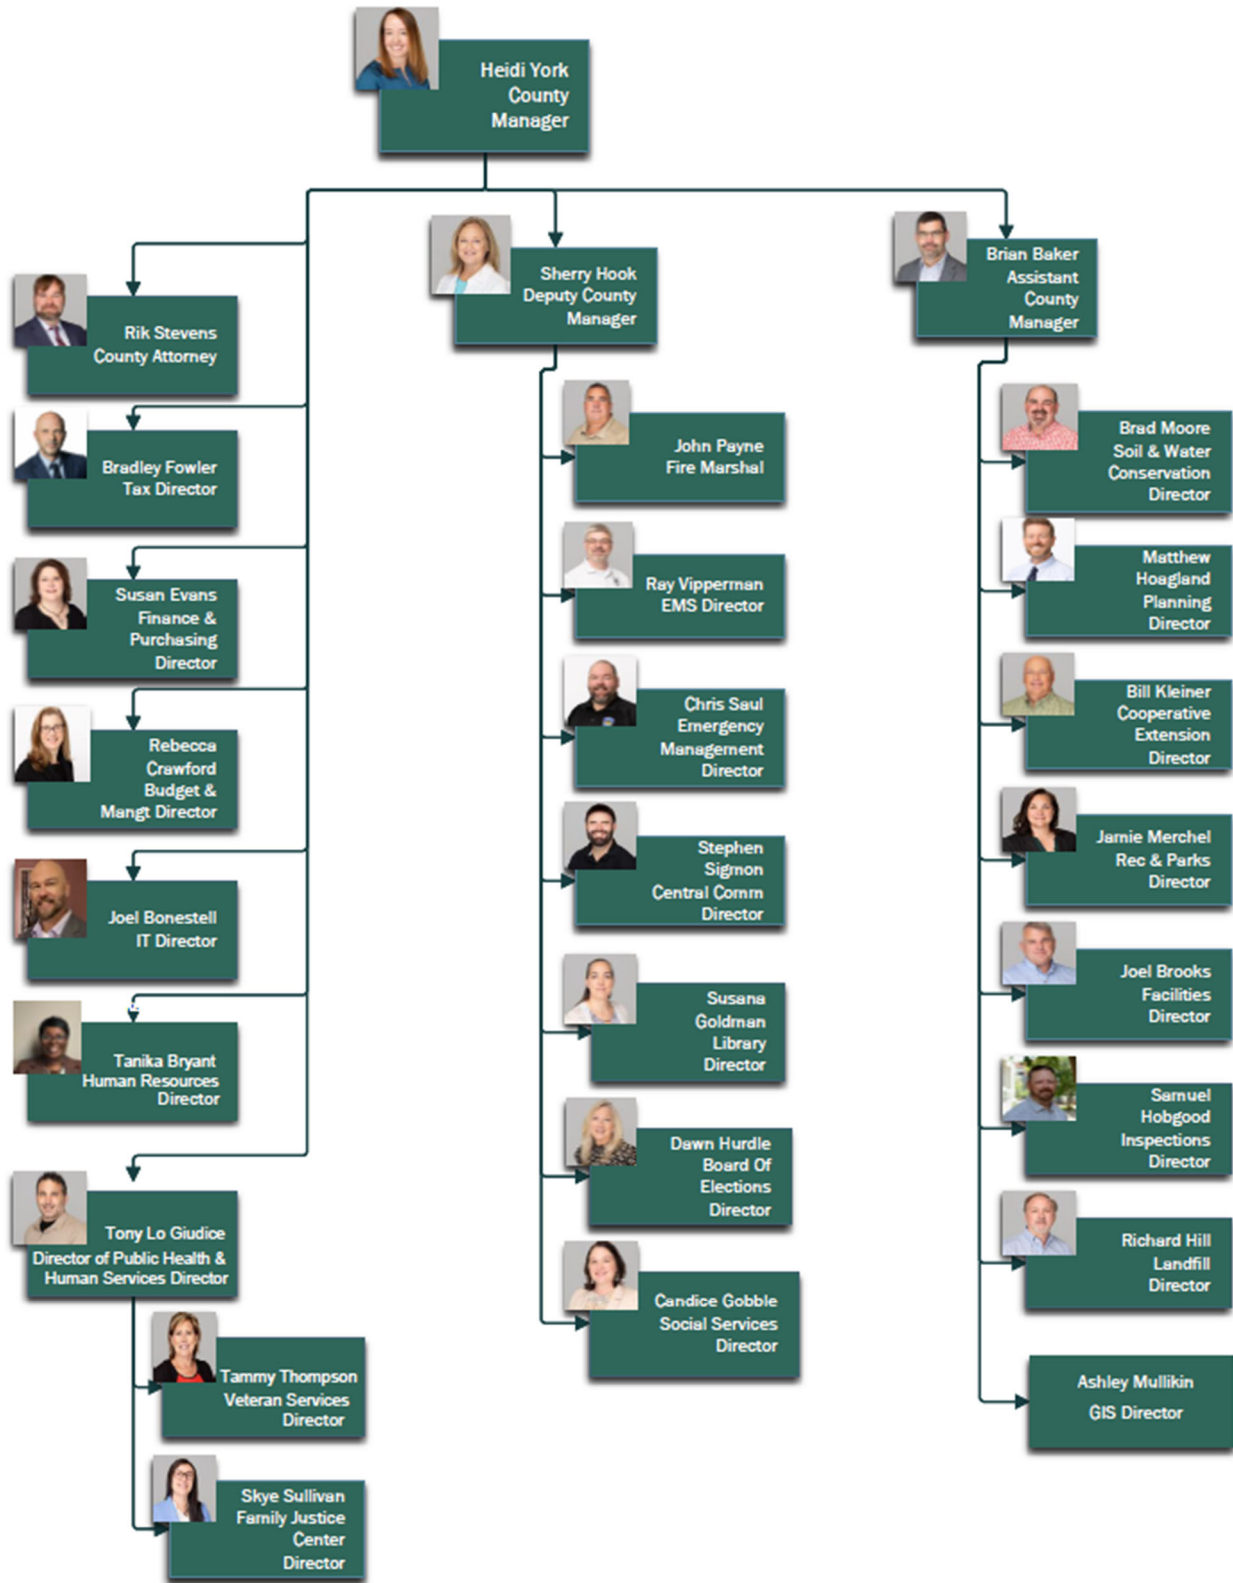 Heidi York
County
Manager
Rik Stevens
County Attorney
Bradley Fowler
Tax Director
Susan Evans
Finance &
Purchasing
Director
Rebecca
Crawford
Budget &
Mangt Director
Joel Bonestell
IT Director
Tanika Bryant
Human Resources
Director
Tony Lo Giudice
Director of Public Health &
Human Services Director
Tammy Thompson
Veteran Services
Director
Skye Sullivan
Family Justice
Center
Director
Sherry Hook
Deputy County
Manager
John Payne
Fire Marshal
Ray Vipperman
EMS Director
Chris Saul
Emergency
Management
Director
Stephen
Sigmon
Central Comm
Director
Susana
Goldman
Library
Director
Dawn Hurdle
Board Of
Elections
Director
Candice Gobble
Social Services
Director
Brian Baker
Assistant
County
Manager
Brad Moore
Soil & Water
Conservation
Director
Matthew
Hoagland
Planning
Director
Bill Kleiner
Cooperative
Extension
Director
Jamie Merchel
Rec & Parks
Director
Joel Brooks
Facilities
Director
Samuel
Hobgood
Inspections
Director
Richard Hill
Landfill
Director
Ashley Mullikin
GIS Director